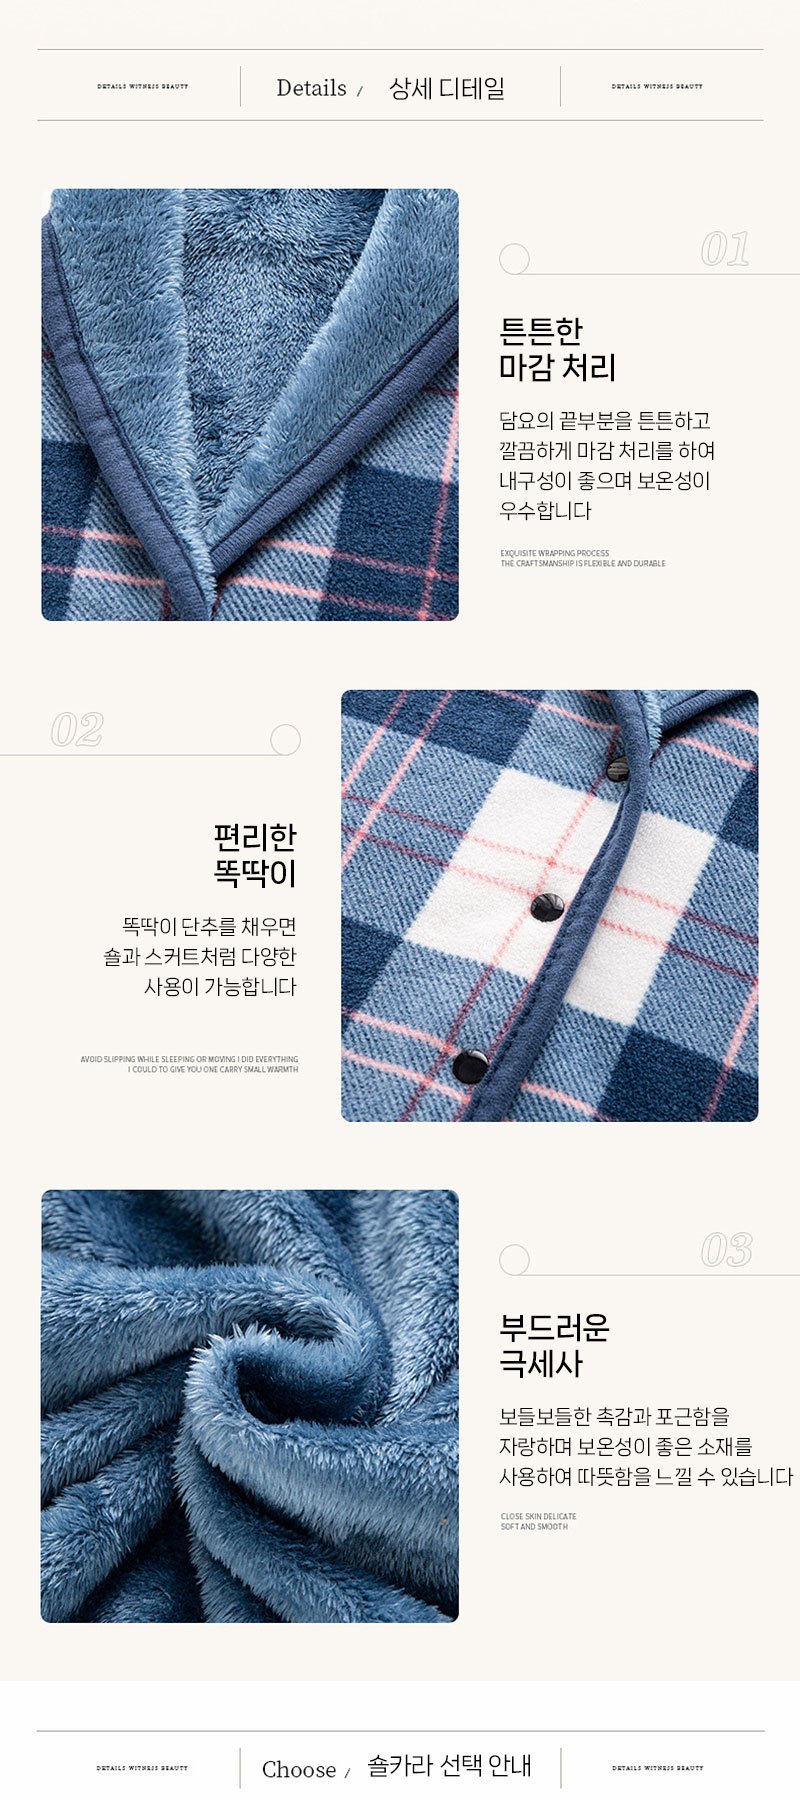 DETAILS WITNESS BEAUTY
Details / 상세 디테일
DETAILS WITNESS BEAUTY
01
튼튼한
마감 처리
담요의 끝부분을 튼튼하고
깔끔하게 마감 처리를 하여
내구성이 좋으며 보온성이
우수합니다
EXQUISITE WRAPPING PROCESS
THE CRAFTSMANSHIP IS FLEXIBLE AND DURABLE
02
편리한
똑딱이
똑딱이 단추를 채우면
숄과 스커트처럼 다양한
사용이 가능합니다
AVOID SLIPPING WHILE SLEEPING OR MOVING I DID EVERYTHING
I COULD TO GIVE YOU ONE CARRY SMALL WARMTH
03
부드러운
극세사
보들보들한 촉감과 포근함을
자랑하며 보온성이 좋은 소재를
사용하여 따뜻함을 느낄 수 있습니다
CLOSE SKIN DELICATE
SOFT AND SMOOTH
DETAILS WITNESS BEAUTY
Choose / 숄카라 선택 안내
DETAILS WITNESS BEAUTY